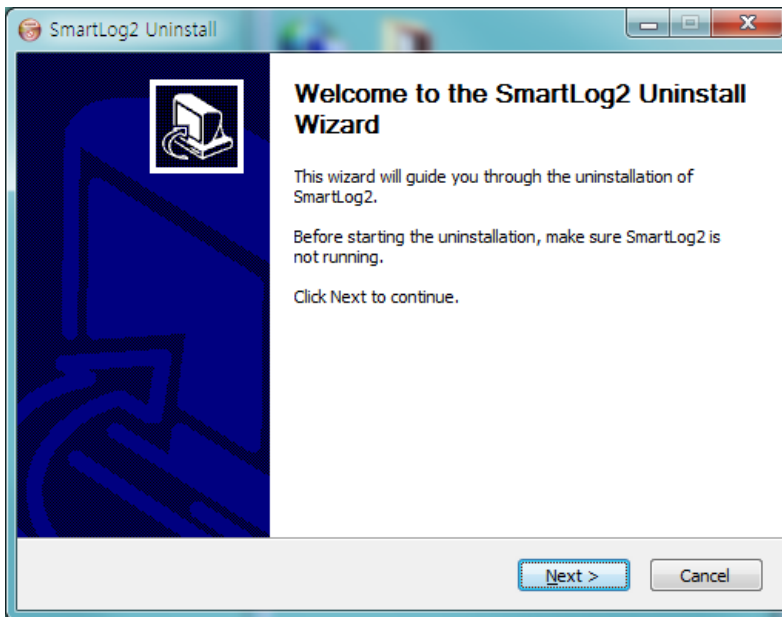 SmartLog2 Uninstall
Welcome to the SmartLog2 Uninstall
Wizard
This wizard will guide you through the uninstallation of
SmartLog2.
Before starting the uninstallation, make sure SmartLog2 is
not running.
Click Next to continue.
Next >
Cancel